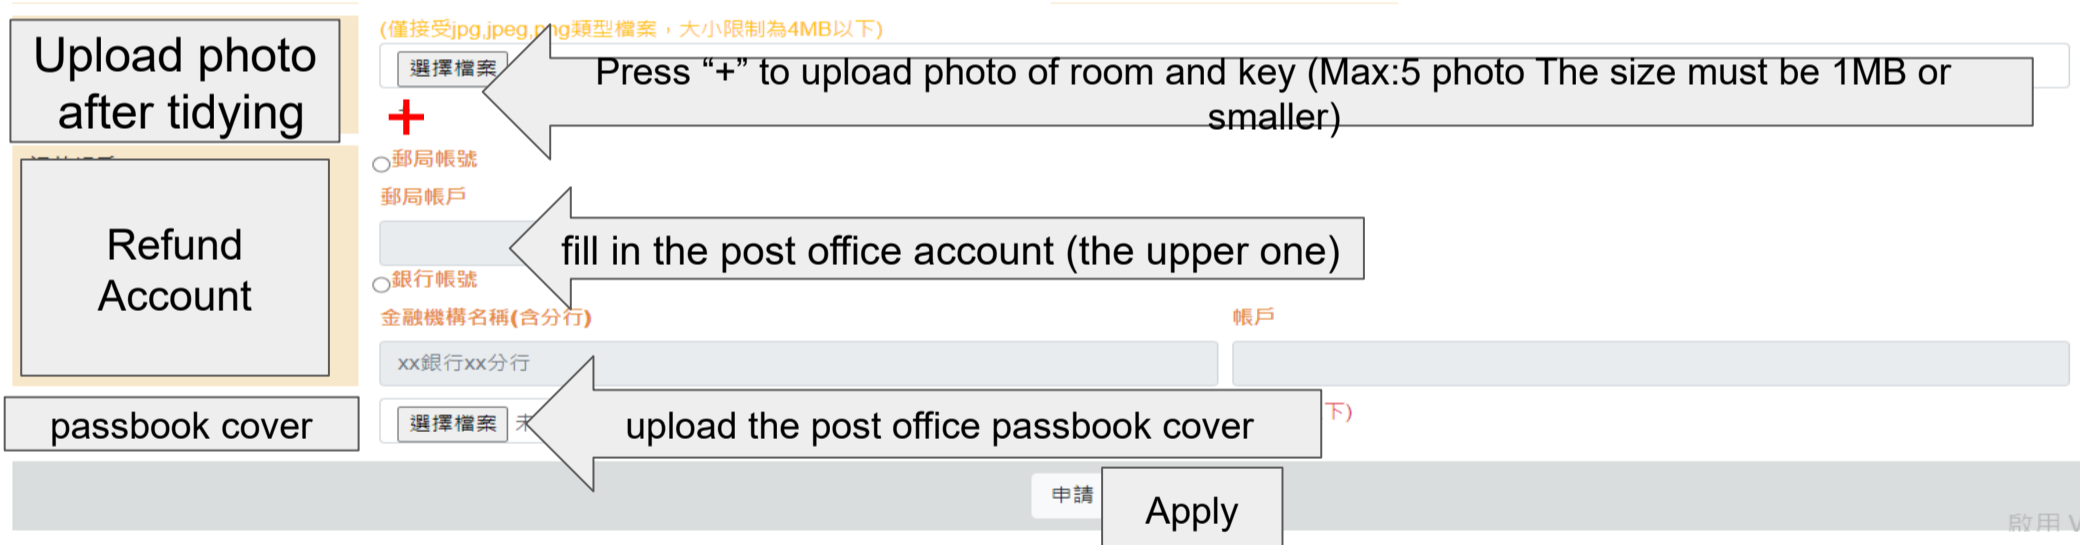 (僅接受jpg,jpeg,png類型檔案，大小限制為4MB以下)
Upload photo
after tidying
選擇檔案
Press “+” to upload photo of room and key (Max:5 photo The size must be 1MB or
smaller)
+
郵局帳號
郵局帳戶
Refund
Account
fill in the post office account (the upper one)
銀行帳號
金融機構名稱(含分行)
帳戶
xx銀行xx分行
passbook cover
選擇檔案
未
upload the post office passbook cover
下)
申請
Apply
啟用 V